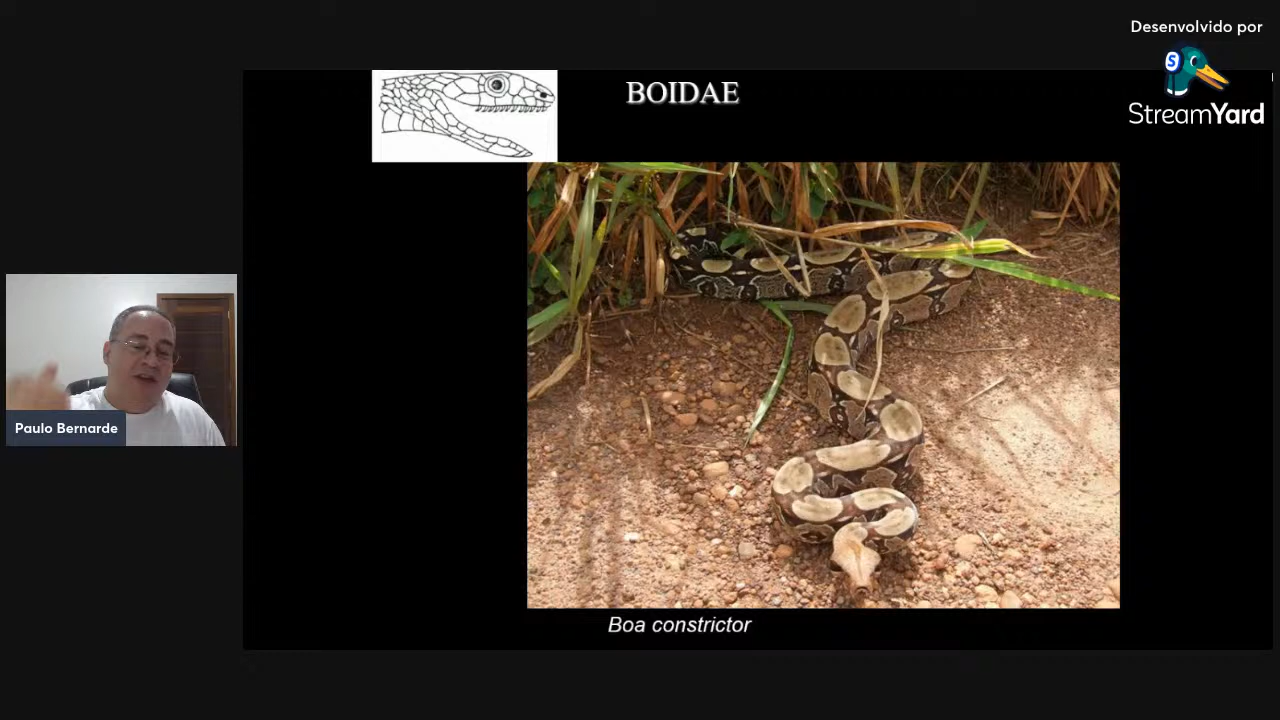 Desenvolvido por
StreamYard
BOIDAE
Paulo Bernarde
Boa constrictor